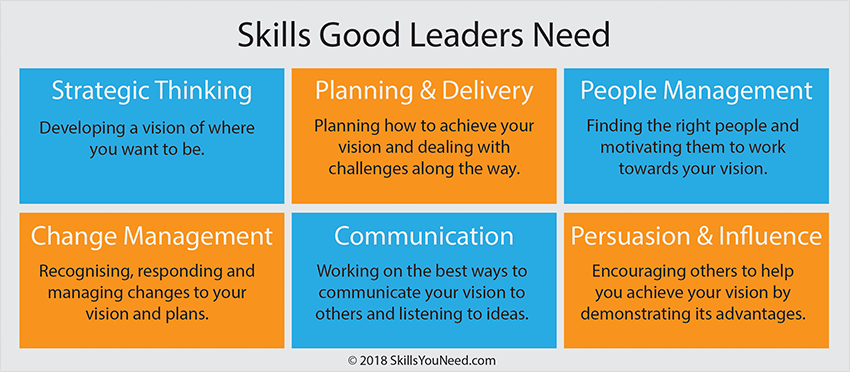 Skills Good Leaders Need
Strategic Thinking
Developing a vision of where
you want to be.
Planning & Delivery
Planning how to achieve your
vision and dealing with
challenges along the way.
People Management
Finding the right people and
motivating them to work
towards your vision.
Change Management
Recognising, responding and
managing changes to your
vision and plans.
Communication
Working on the best ways to
communicate your vision to
others and listening to ideas.
Persuasion & Influence
Encouraging others to help
you achieve your vision by
demonstrating its advantages.
© 2018 SkillsYouNeed.com